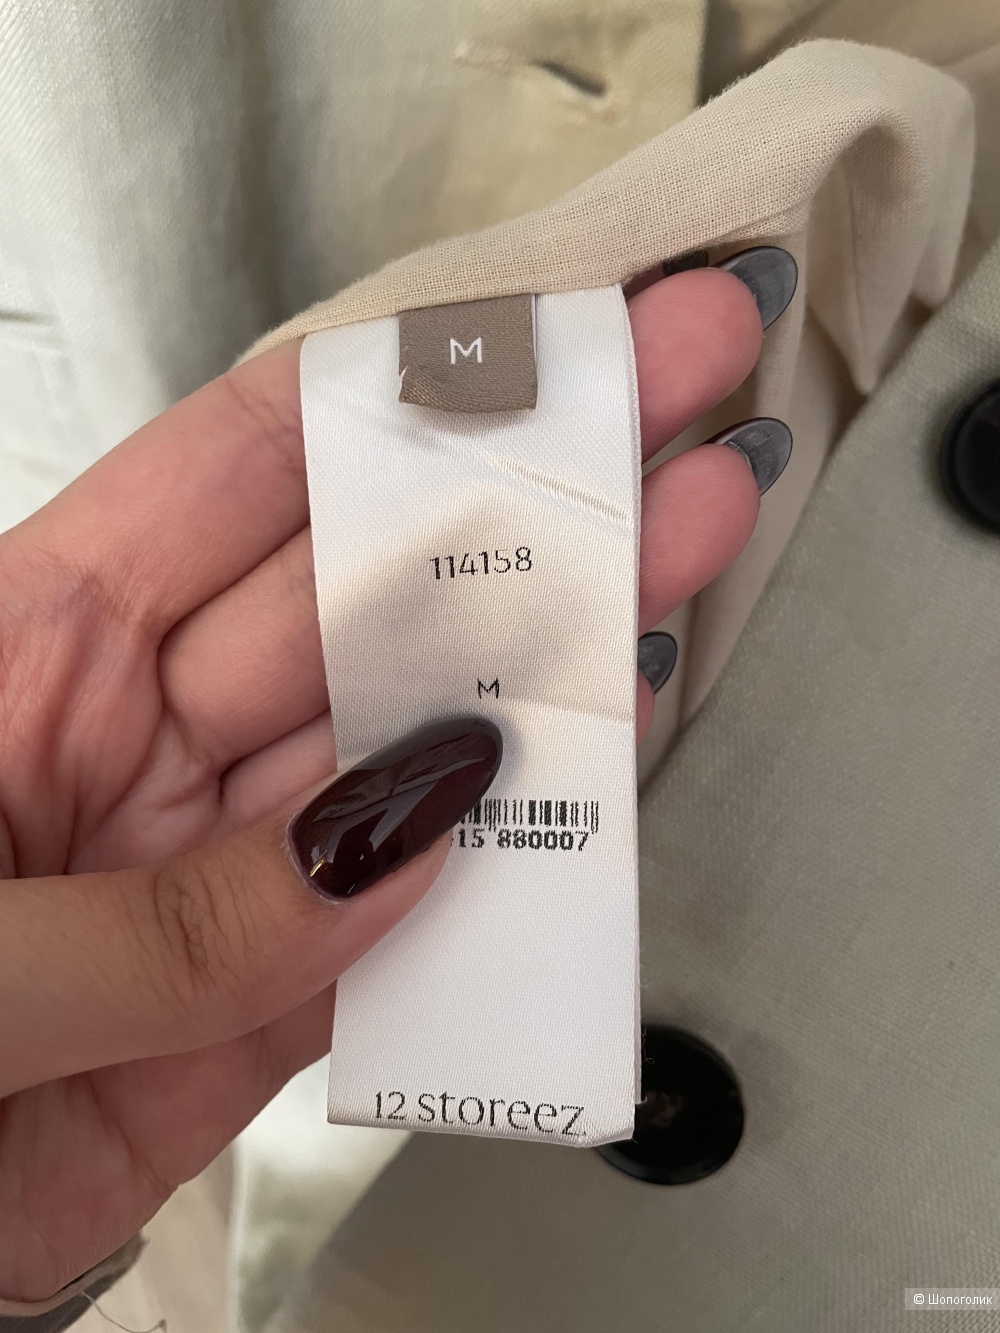 M
114158
M
15 880007
12 storeez
© Шопоголик